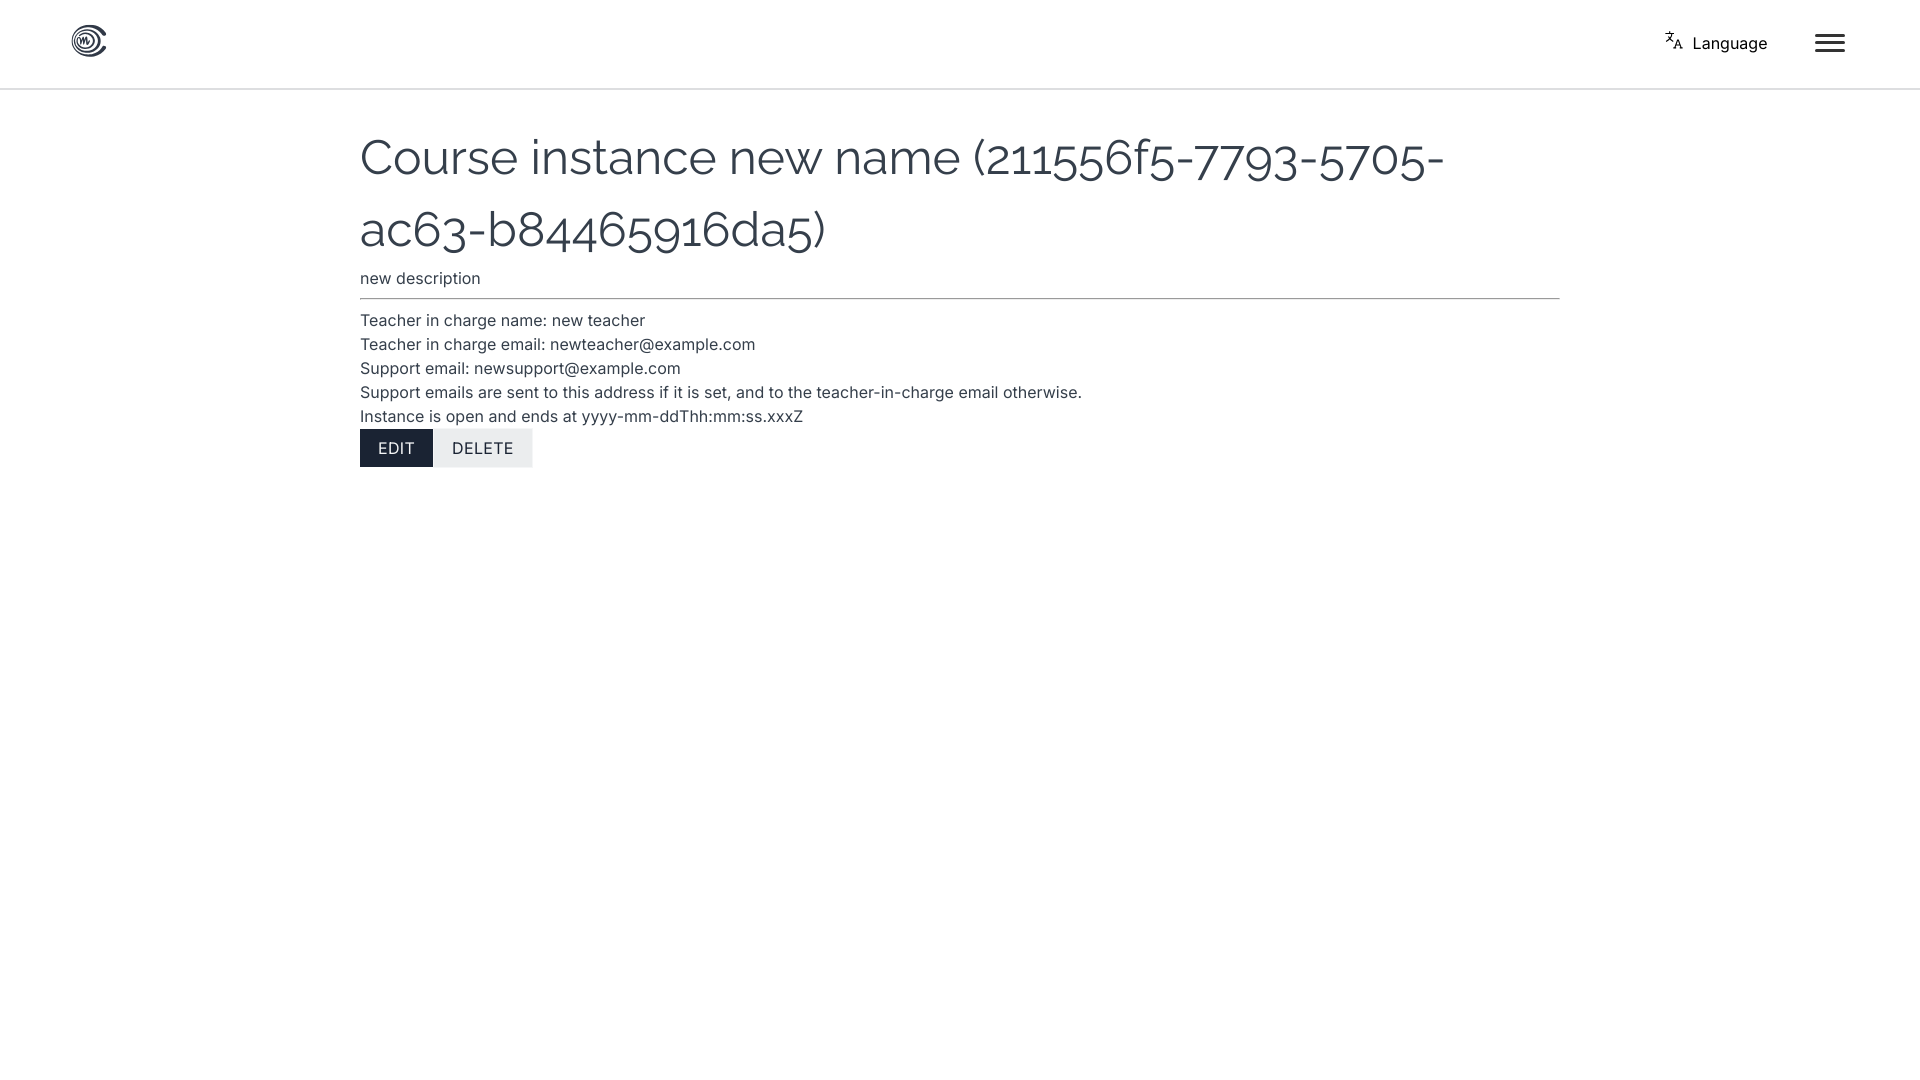 Language
Course instance new name (211556f5-7793-5705-
ac63-b84465916da5)
new description
Teacher in charge name: new teacher
Teacher in charge email: newteacher@example.com
Support email: newsupport@example.com
Support emails are sent to this address if it is set, and to the teacher-in-charge email otherwise.
Instance is open and ends at yyyy-mm-ddThh:mm:ss.xxxZ
EDIT DELETE